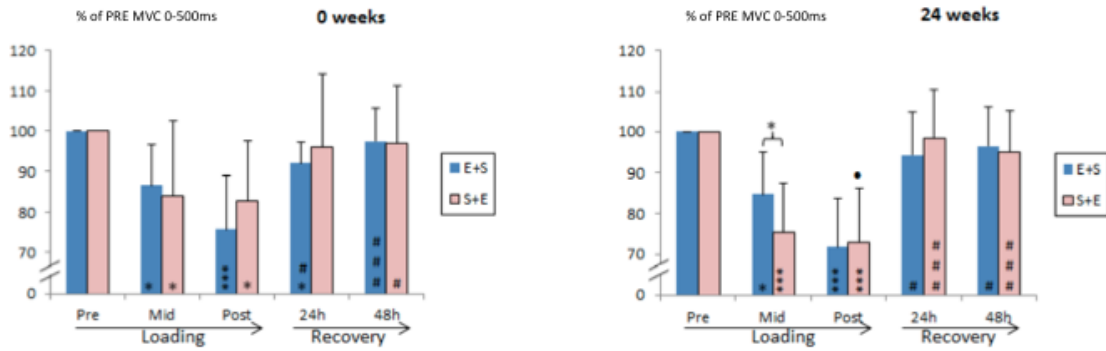 % of PRE MVC 0-500ms
0 weeks
120
110
100
90
80
70
0
*
*
***
*
# *
# # #
#
E+S
S+E
Pre Mid Post 24h 48h
Loading Recovery
% of PRE MVC 0-500ms
24 weeks
120
110
100
90
80
70
0
*
•
*
***
***
***
#
# # #
#
# # #
E+S
S+E
Pre Mid Post 24h 48h
Loading Recovery